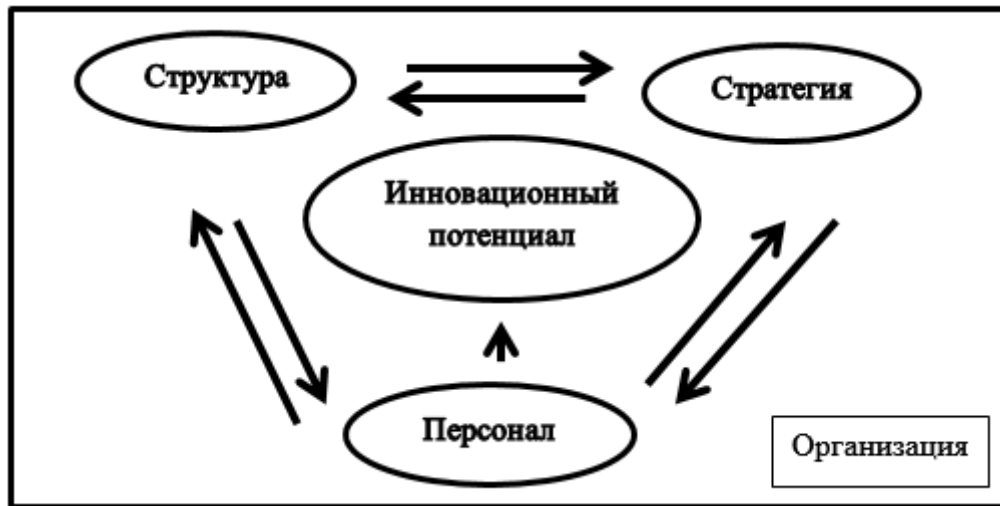 Структура
Стратегия
Инновационный
потенциал
Персонал
Организация